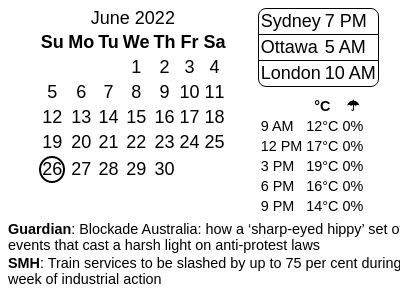 June 2022
Su Mo Tu We Th Fr Sa
1 2 3 4
5 6 7 8 9 10 11
12 13 14 15 16 17 18
19 20 21 22 23 24 25
26 27 28 29 30
Sydney 7 PM
Ottawa 5 AM
London 10 AM
°C ☂
9 AM 12°C 0%
12 PM 17°C 0%
3 PM 19°C 0%
6 PM 16°C 0%
9 PM 14°C 0%
Guardian: Blockade Australia: how a ‘sharp-eyed hippy’ set o
events that cast a harsh light on anti-protest laws
SMH: Train services to be slashed by up to 75 per cent during
week of industrial action